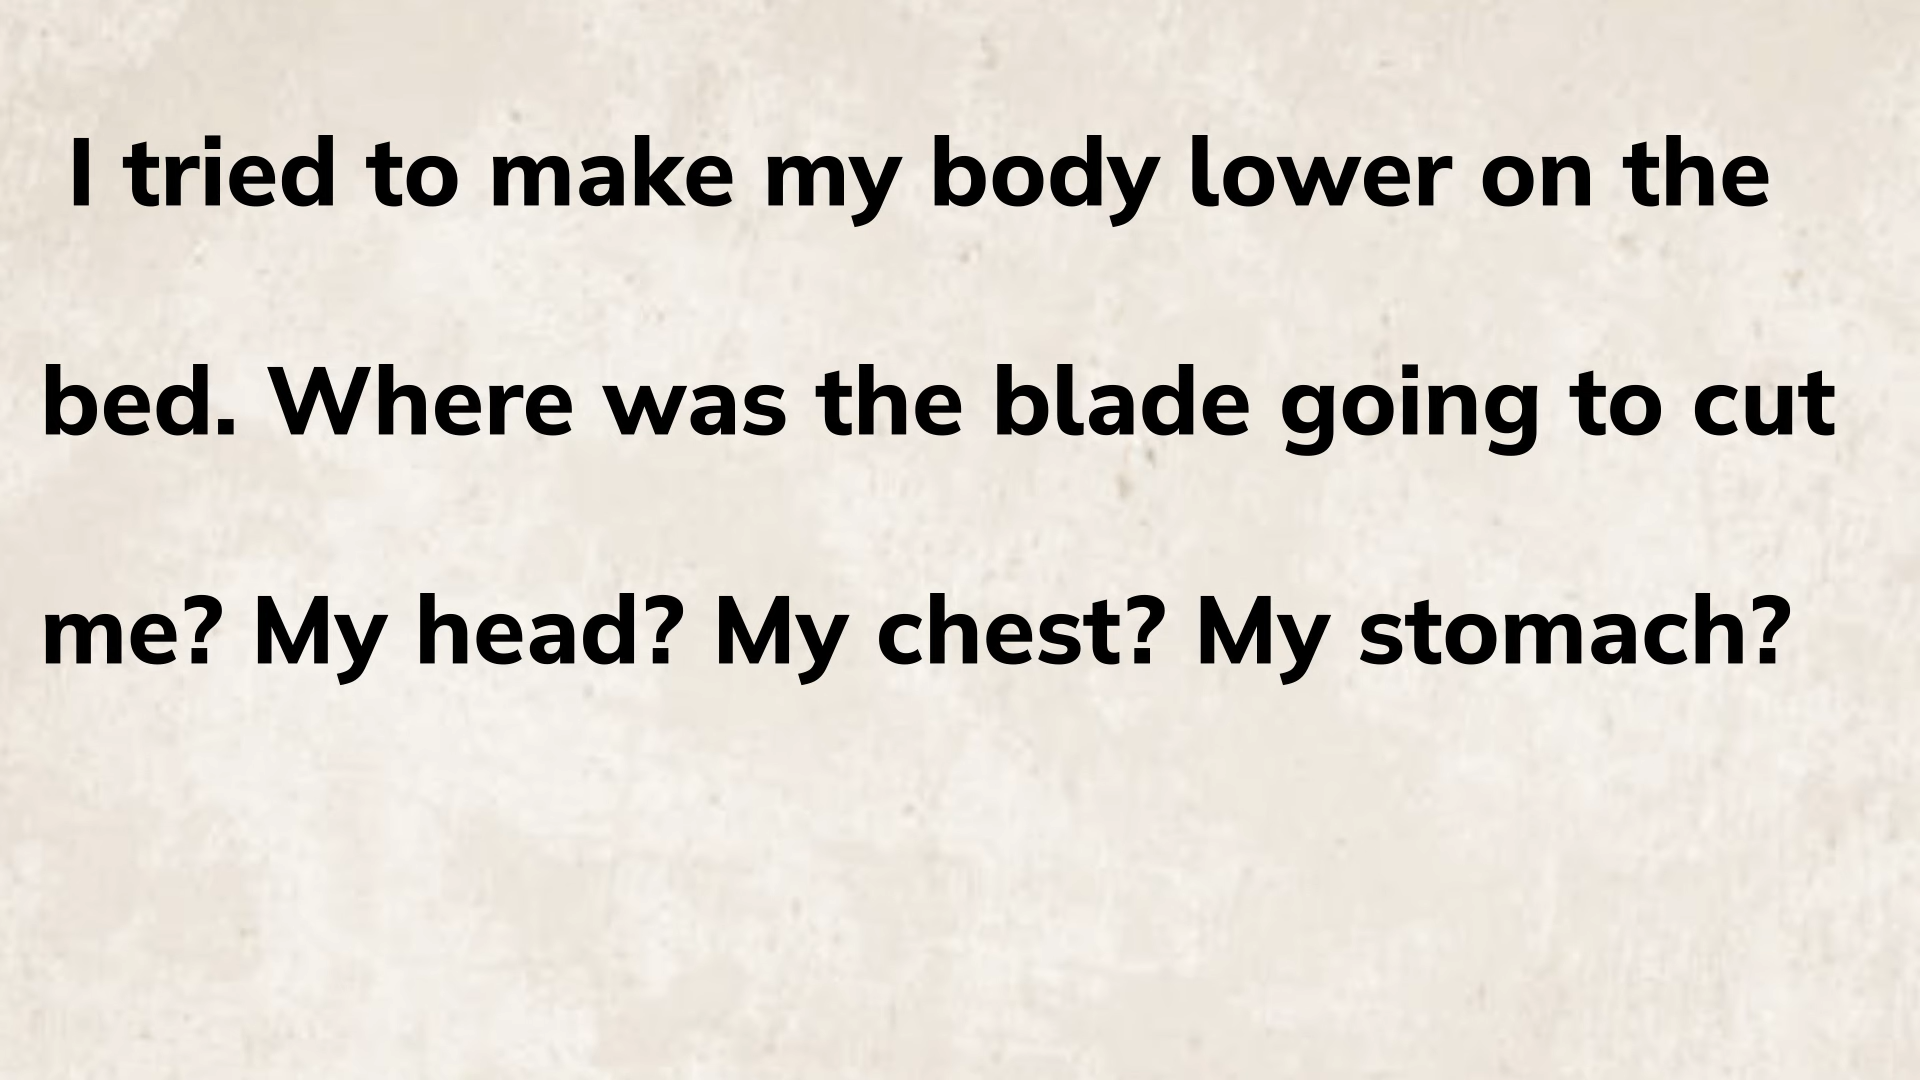 I tried to make my body lower on the
bed. Where was the blade going to cut
me? My head? My chest? My stomach?